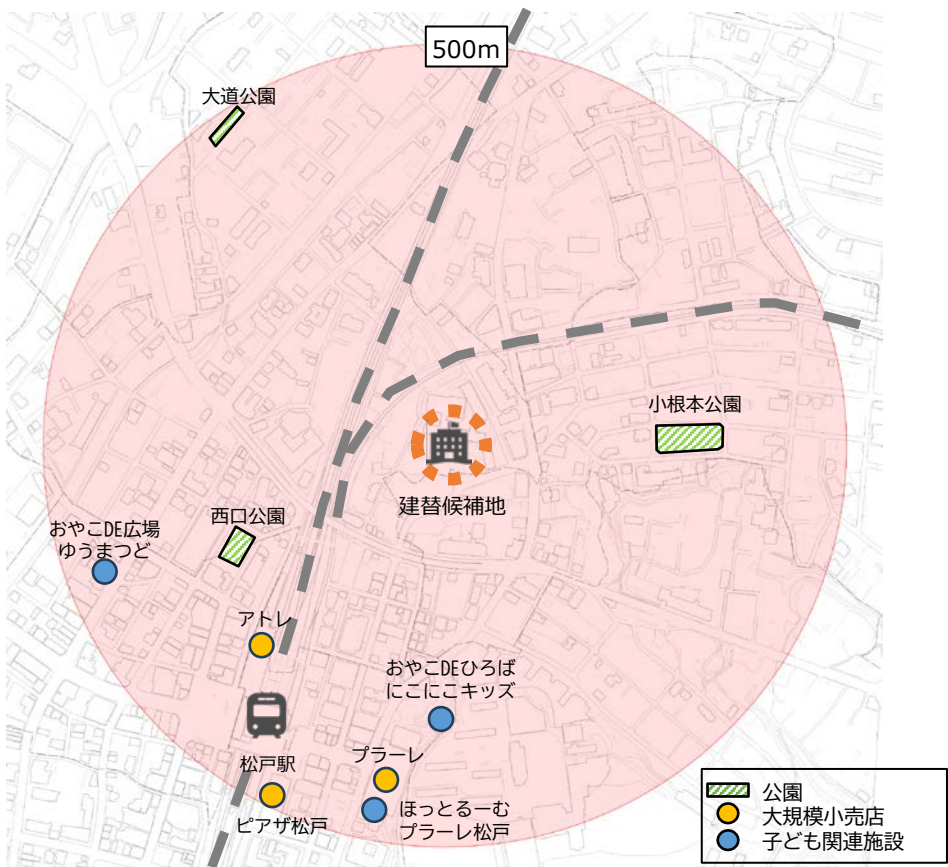 500m
大道公園
小根本公園
建替候補地
西口公園
おやこDE広場
ゆうまつど
アトレ
おやこDEひろば
にこにこキッズ
松戸駅
プラーレ
ピアザ松戸
ほっとるーむ
プラーレ松戸
公園
大規模小売店
子ども関連施設